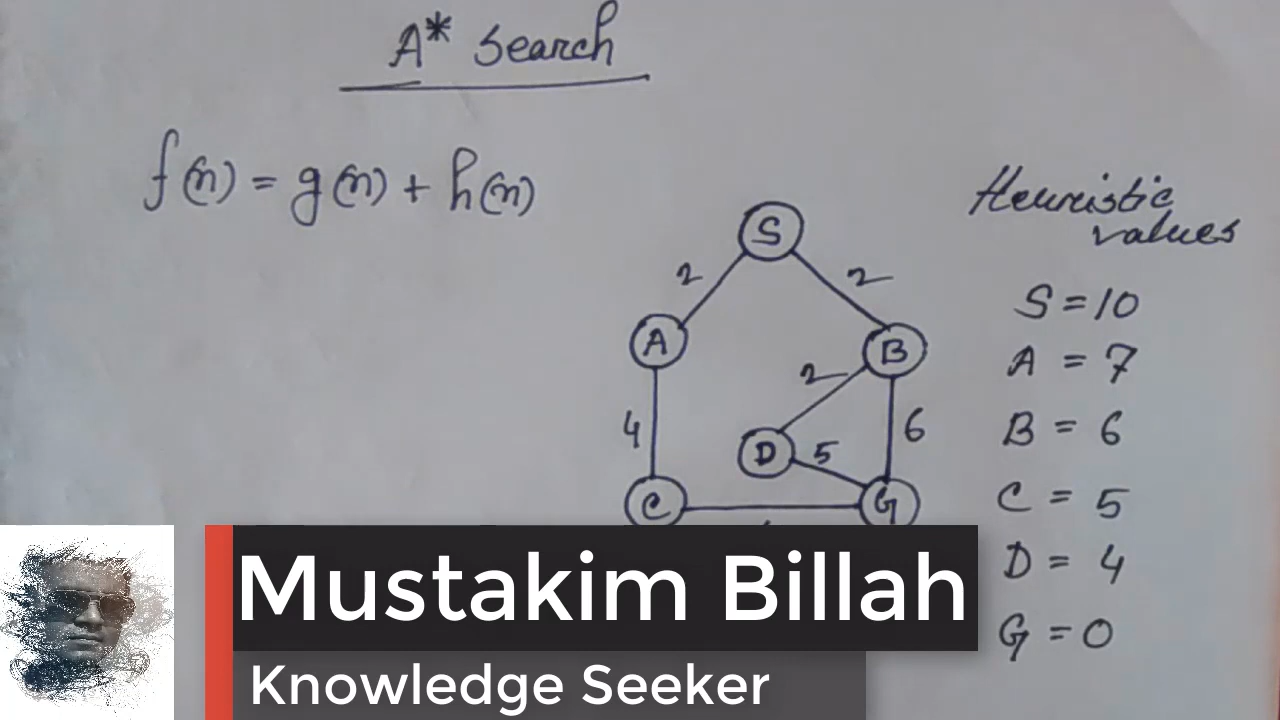 A* Search
f(n) = g(n) + h(n)
Heuristic
values
S
2
2
A
B
2
4
6
D
5
C
G
S = 10
A = 7
B = 6
C = 5
D = 4
G = 0
Mustakim Billah
Knowledge Seeker